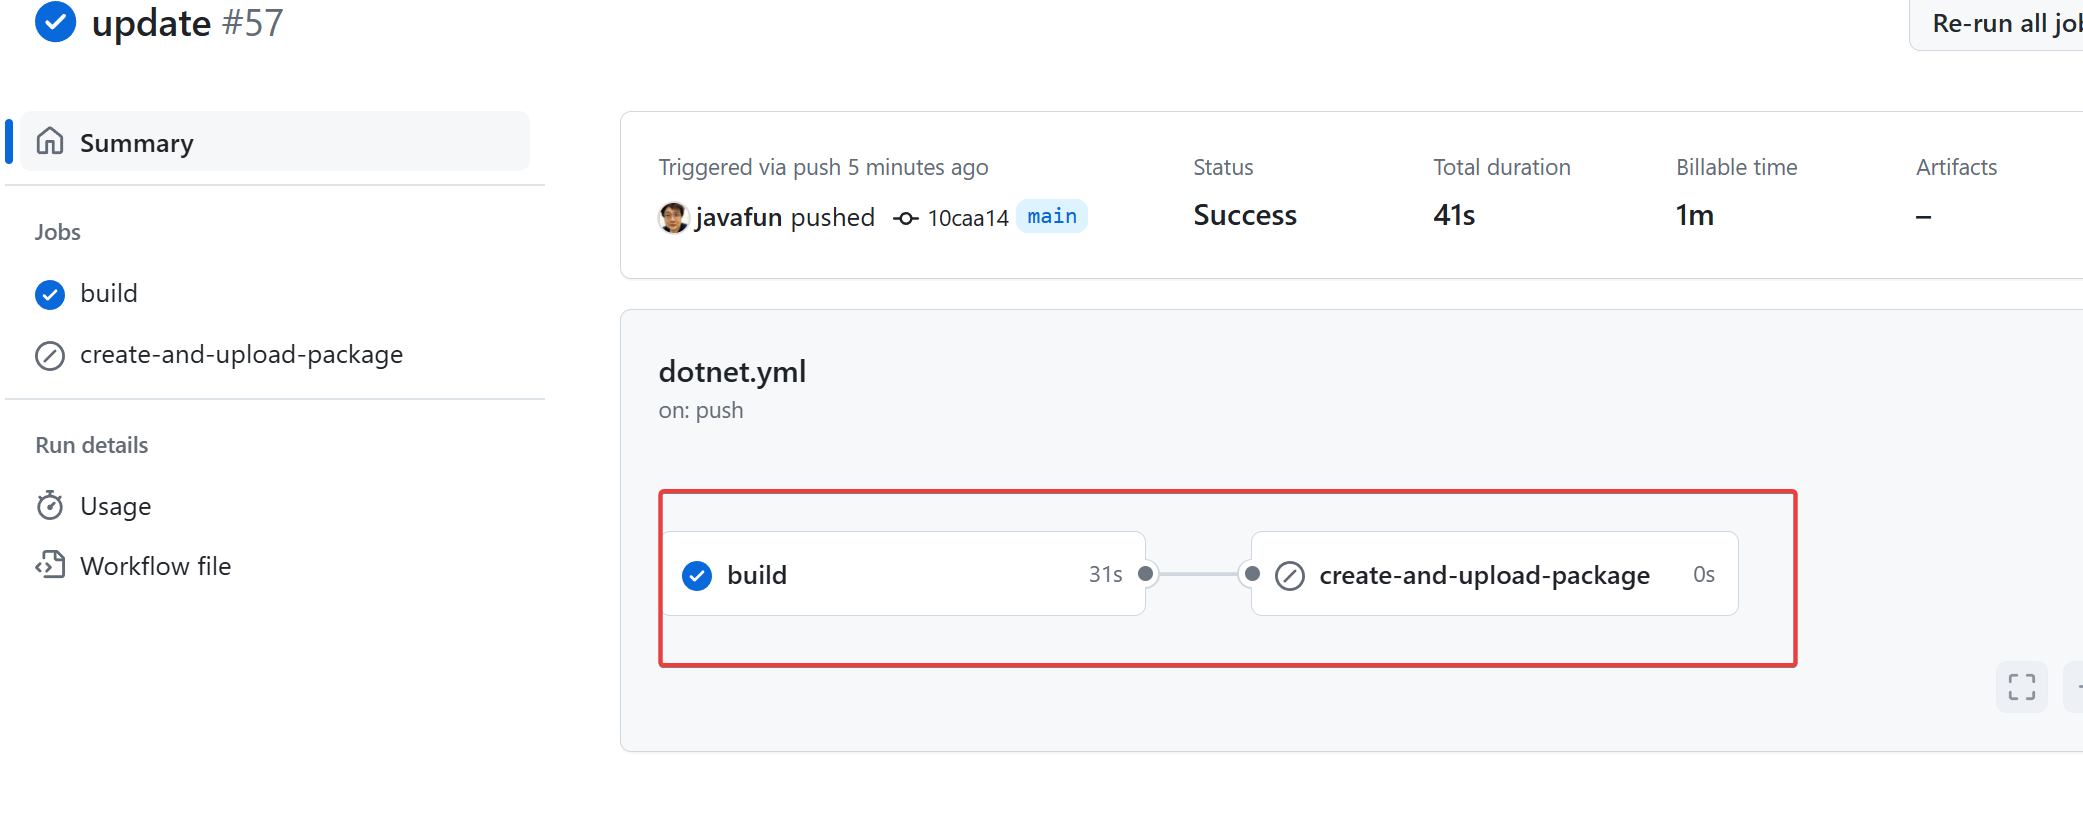 update #57
Re-run all job
Summary
Jobs
build
create-and-upload-package
Run details
Usage
Workflow file
Triggered via push 5 minutes ago
javafun pushed 10caa14 main
Status
Success
Total duration
41s
Billable time
1m
Artifacts
–
dotnet.yml
on: push
build 31s
create-and-upload-package 0s